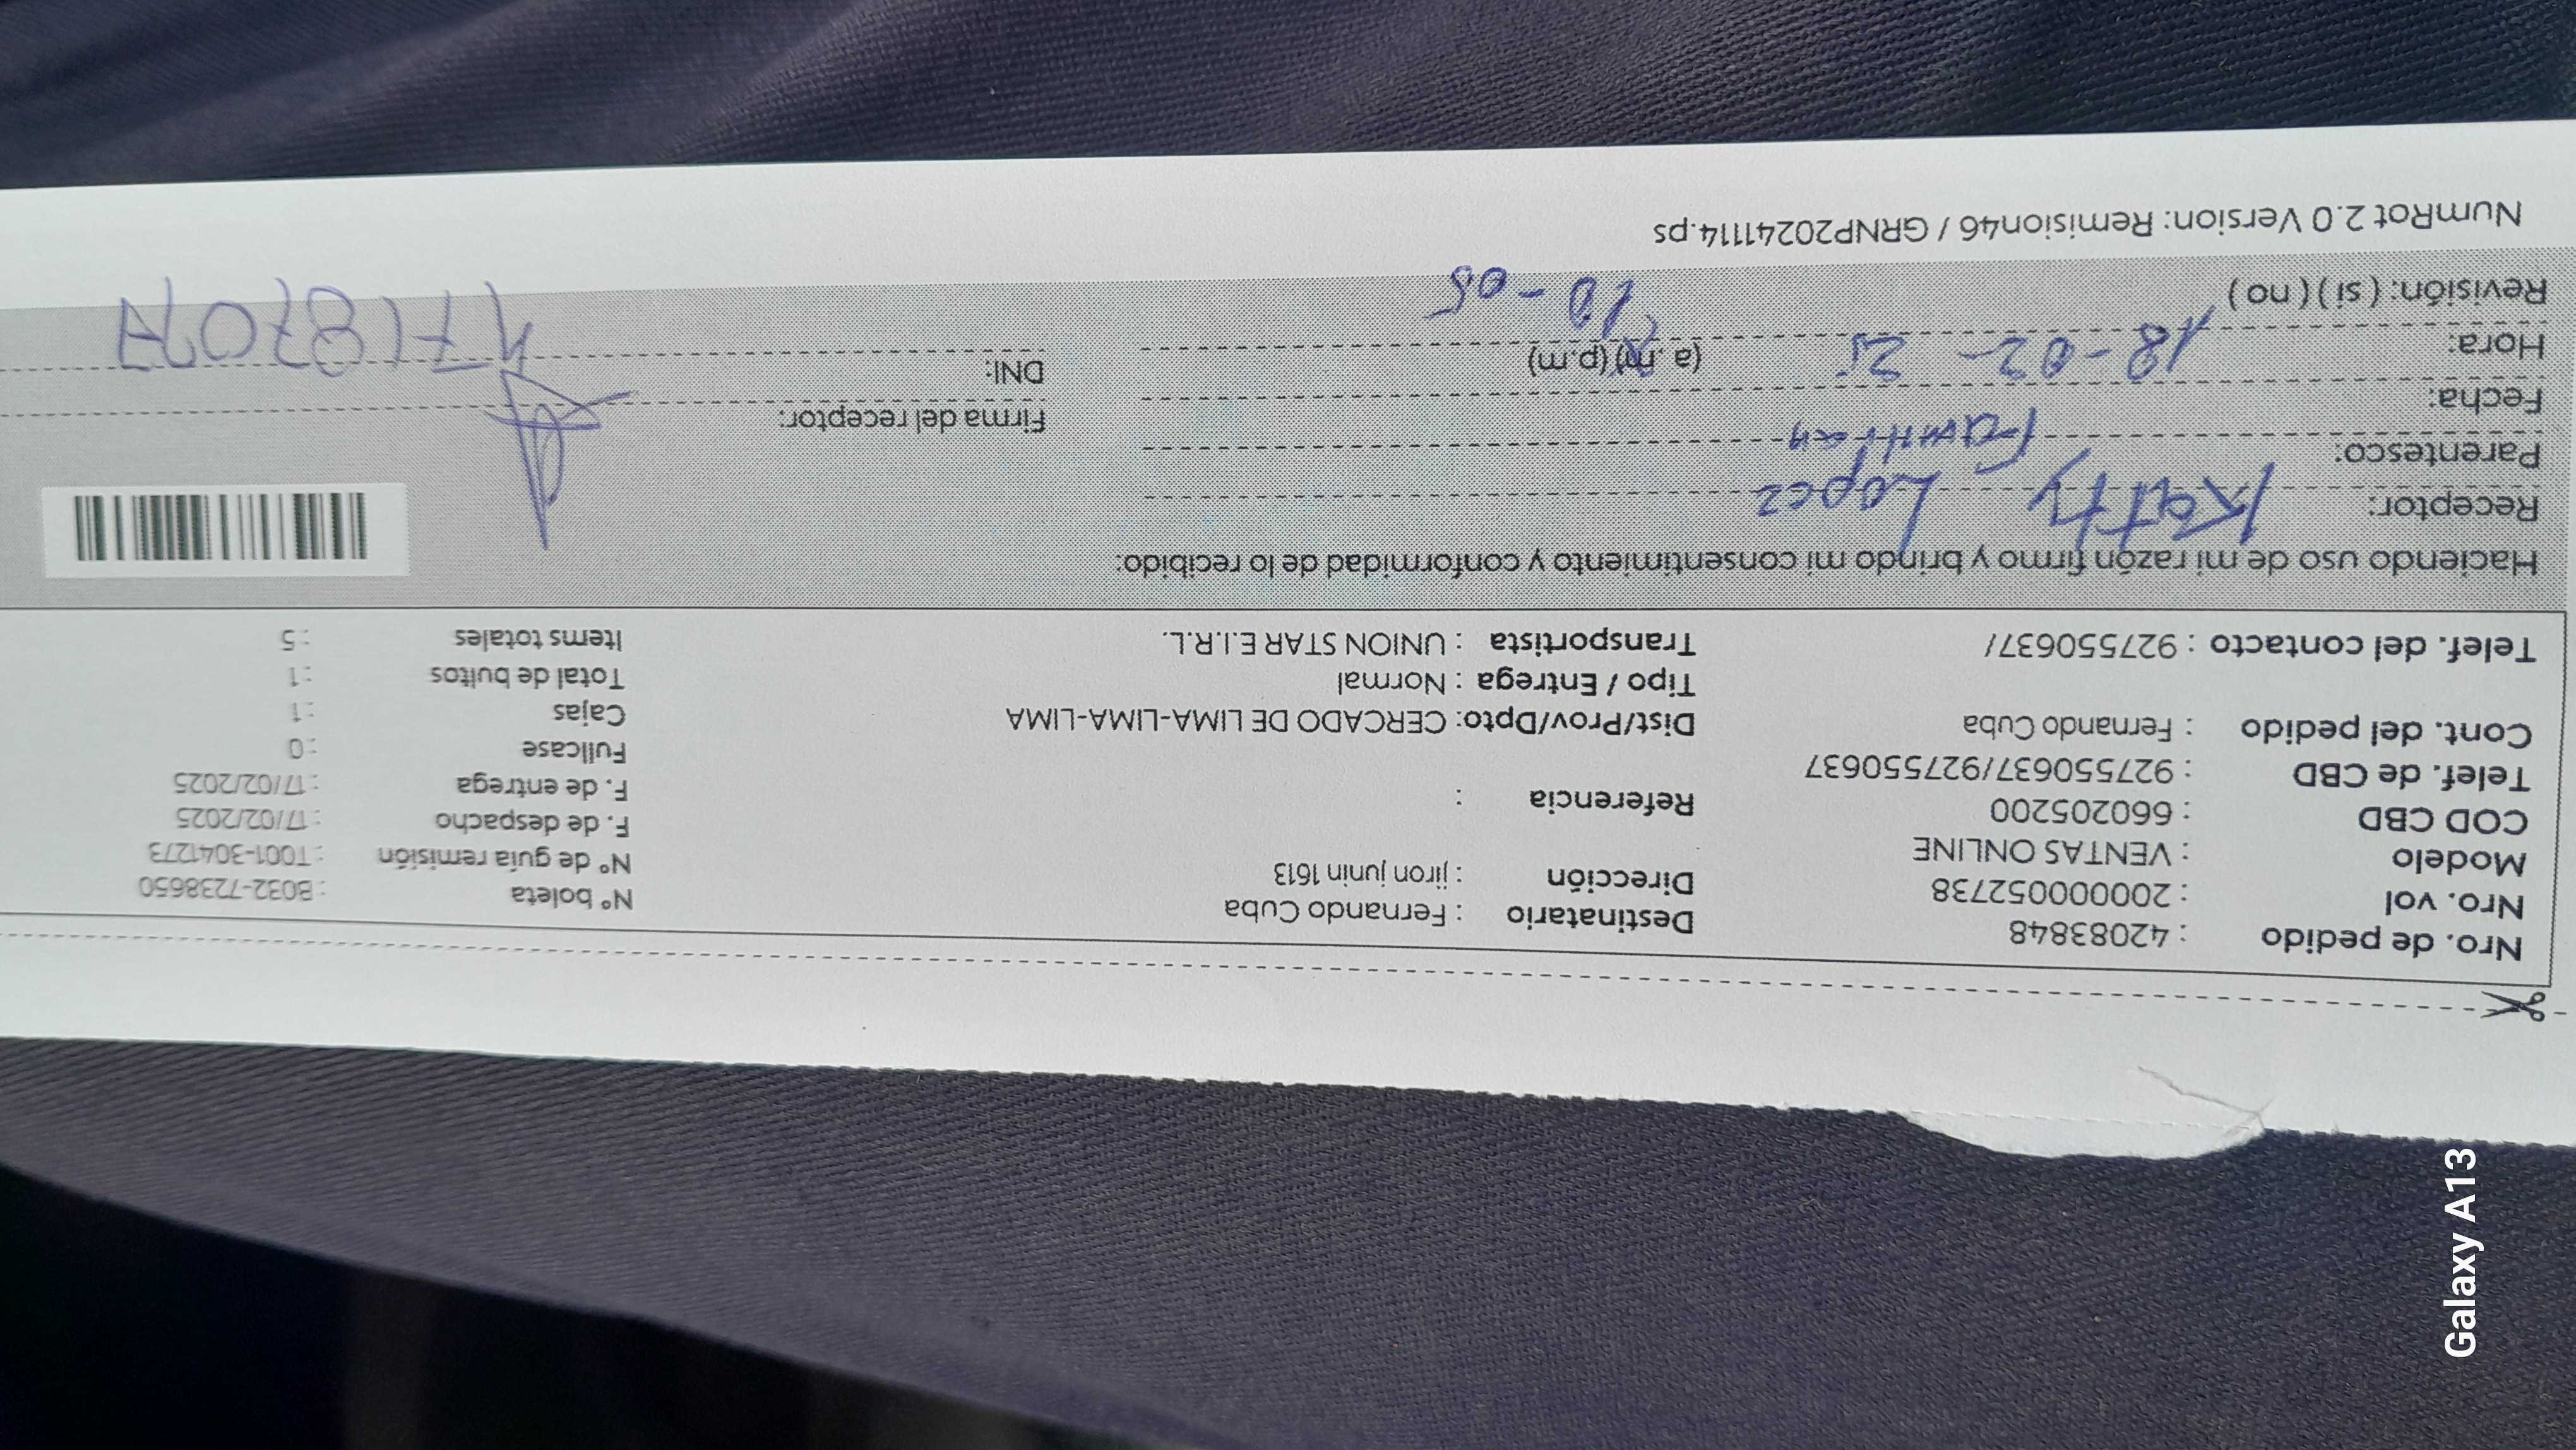 Nro. de pedido : 42083848
Nro. vol : 20000052738
Modelo : VENTAS ONLINE
COD CBD : 660205200
Telef. de CBD : 927550637/927550637
Cont. del pedido : Fernando Cuba
Telef. del contacto : 927550637/
Destinatario : Fernando Cuba
Dirección : jiron junin 1613
Referencia :
Dist/Prov/Dpto: CERCADO DE LIMA-LIMA-LIMA
Tipo / Entrega : Normal
Transportista : UNION STAR E.I.R.L.
N° boleta : B032-7238650
N° de guía remisión : T001-3041273
F. de despacho : 17/02/2025
F. de entrega : 17/02/2025
Fullcase : 0
Cajas : 1
Total de bultos : 1
Items totales : 5
Haciendo uso de mi razón firmo y brindo mi consentimiento y conformidad de lo recibido:
Receptor: Katty Lopez
Parentesco: Familiar
Fecha: 18-02-25
Hora: 10-05 (a.m) (p.m)
Revisión: ( si ) ( no )
Firma del receptor:
DNI:
NumRot 2.0 Version: Remision46 / GRNP20241114.ps
Galaxy A13